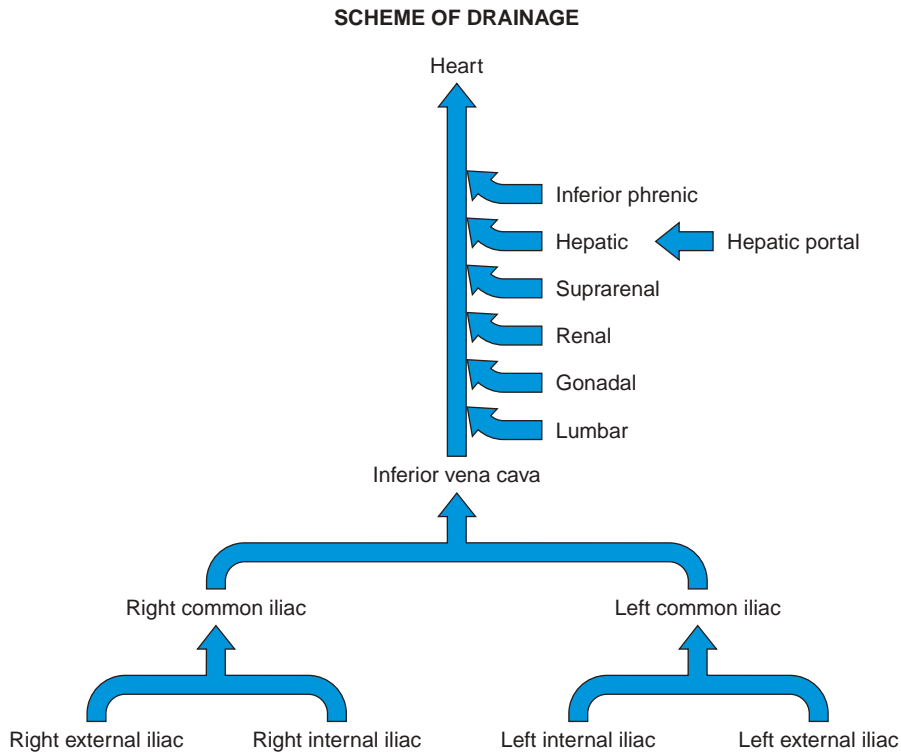 SCHEME OF DRAINAGE
Heart
Inferior phrenic
Hepatic Hepatic portal
Suprarenal
Renal
Gonadal
Lumbar
Inferior vena cava
Right common iliac Left common iliac
Right external iliac Right internal iliac Left internal iliac Left external iliac